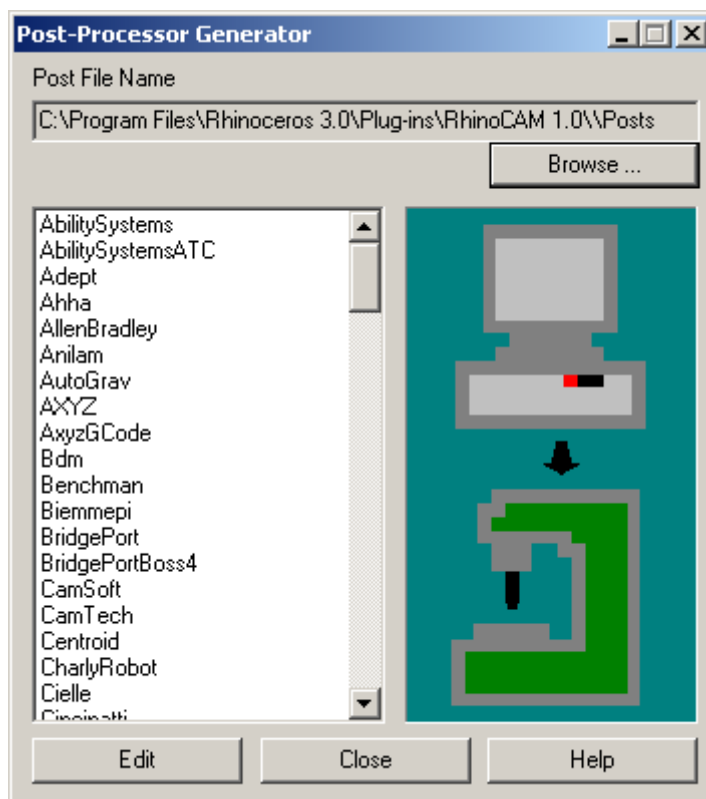 Post-Processor Generator
Post File Name
C:\Program Files\Rhinoceros 3.0\Plug-ins\RhinoCAM 1.0\\Posts
Browse ...
AbilitySystems
AbilitySystemsATC
Adept
Ahha
AllenBradley
Anilam
AutoGrav
AXYZ
AxyzGCode
Bdm
Benchman
Biemmepi
BridgePort
BridgePortBoss4
CamSoft
CamTech
Centroid
CharlyRobot
Cielle
Cincinatti
Edit
Close
Help